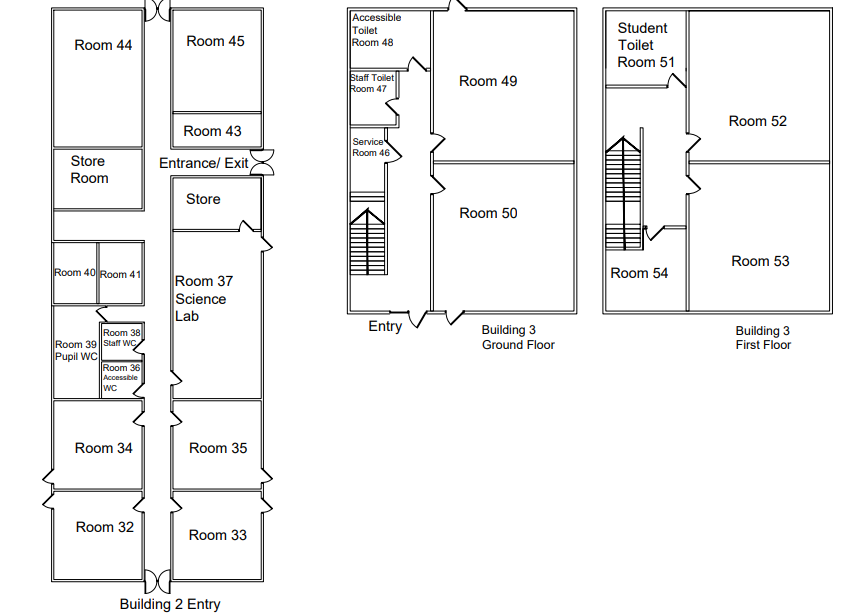 Room 44
Room 45
Room 43
Store
Room
Entrance/ Exit
Store
Room 40
Room 41
Room 37
Science
Lab
Room 38
Staff WC
Room 39
Pupil WC
Room 36
Accessible
WC
Room 34
Room 35
Room 32
Room 33
Building 2 Entry
Accessible
Toilet
Room 48
Staff Toilet
Room 47
Service
Room 46
Room 49
Room 50
Entry
Building 3
Ground Floor
Student
Toilet
Room 51
Room 52
Room 53
Room 54
Building 3
First Floor